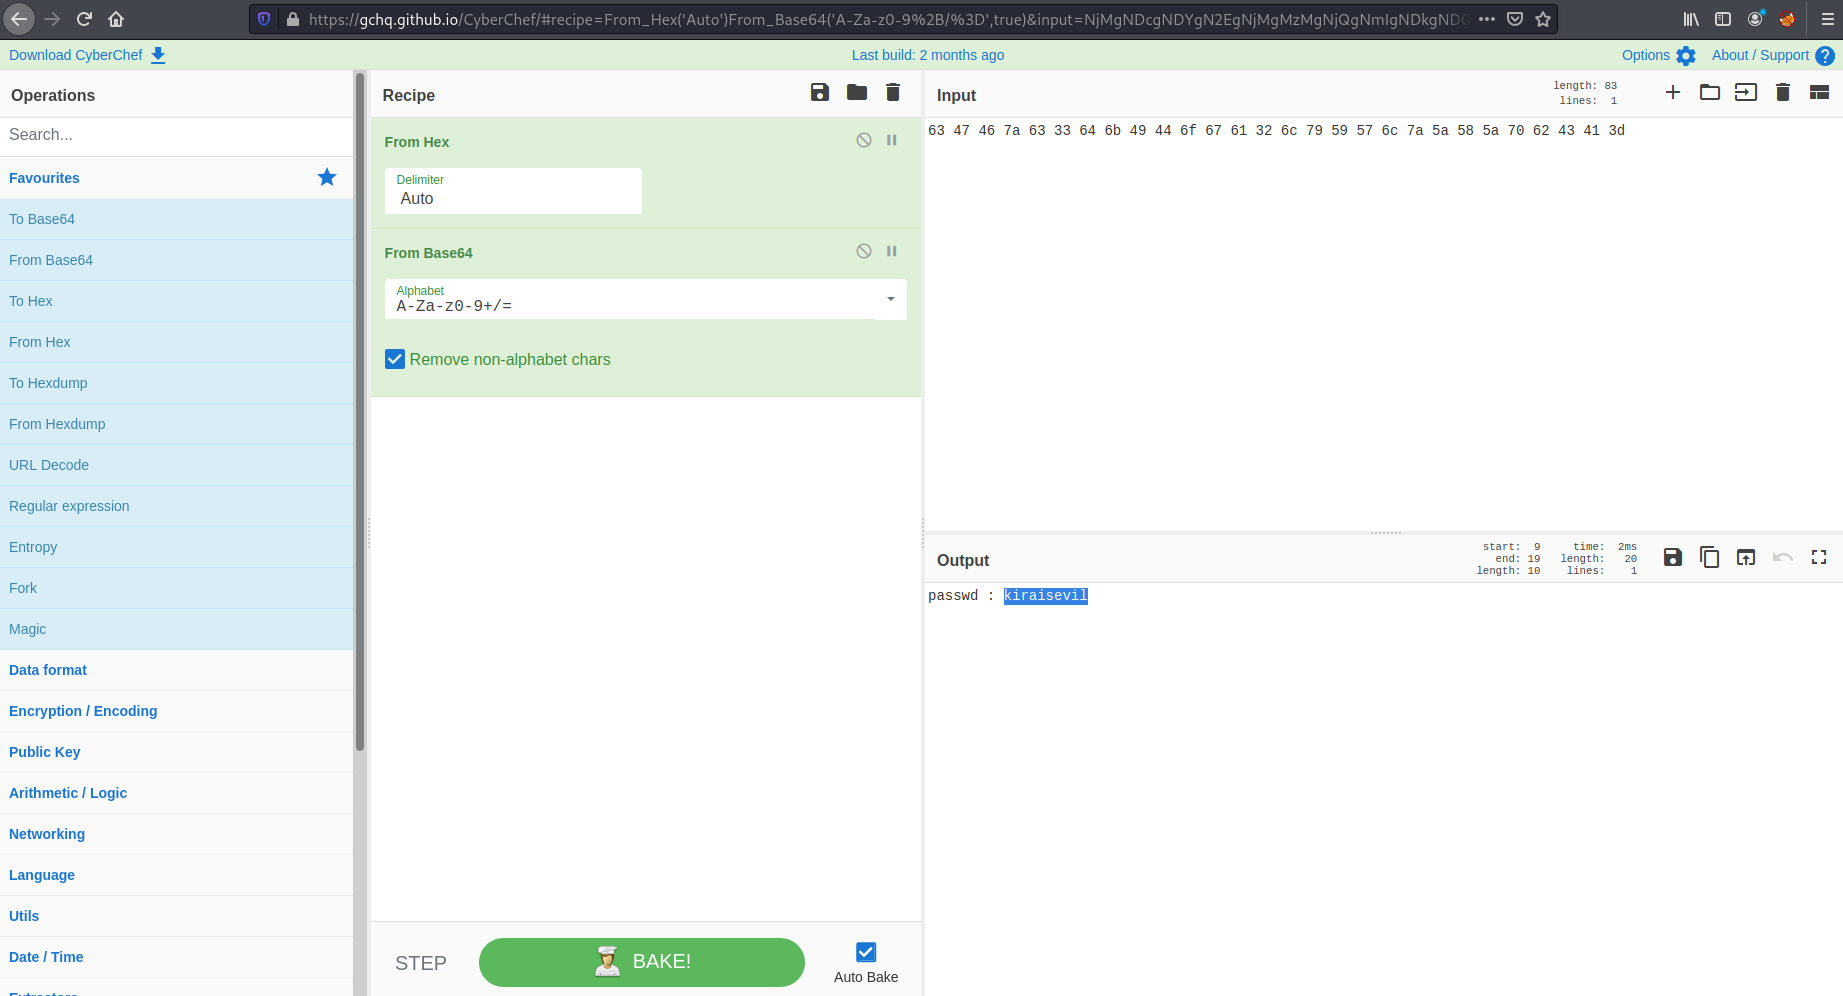 https://gchq.github.io/CyberChef/#recipe=From_Hex('Auto')From_Base64('A-Za-z0-9%2B/%3D',true)&input=NjMgNDcgNDYgN2EgNjMgMzMgNjQgNmIgNDkgNDQ
Download CyberChef
Last build: 2 months ago
Options
About / Support
Operations
Search...
Favourites
To Base64
From Base64
To Hex
From Hex
To Hexdump
From Hexdump
URL Decode
Regular expression
Entropy
Fork
Magic
Data format
Encryption / Encoding
Public Key
Arithmetic / Logic
Networking
Language
Utils
Date / Time
Extractors
Recipe
From Hex
Delimiter
Auto
From Base64
Alphabet
A-Za-z0-9+/=
Remove non-alphabet chars
STEP
BAKE!
Auto Bake
Input
length: 83
lines: 1
63 47 46 7a 63 33 64 6b 49 44 6f 67 61 32 6c 79 59 57 6c 7a 5a 58 5a 70 62 43 41 3d
Output
start: 9 time: 2ms
end: 19 length: 20
length: 10 lines: 1
passwd : kiraisevil